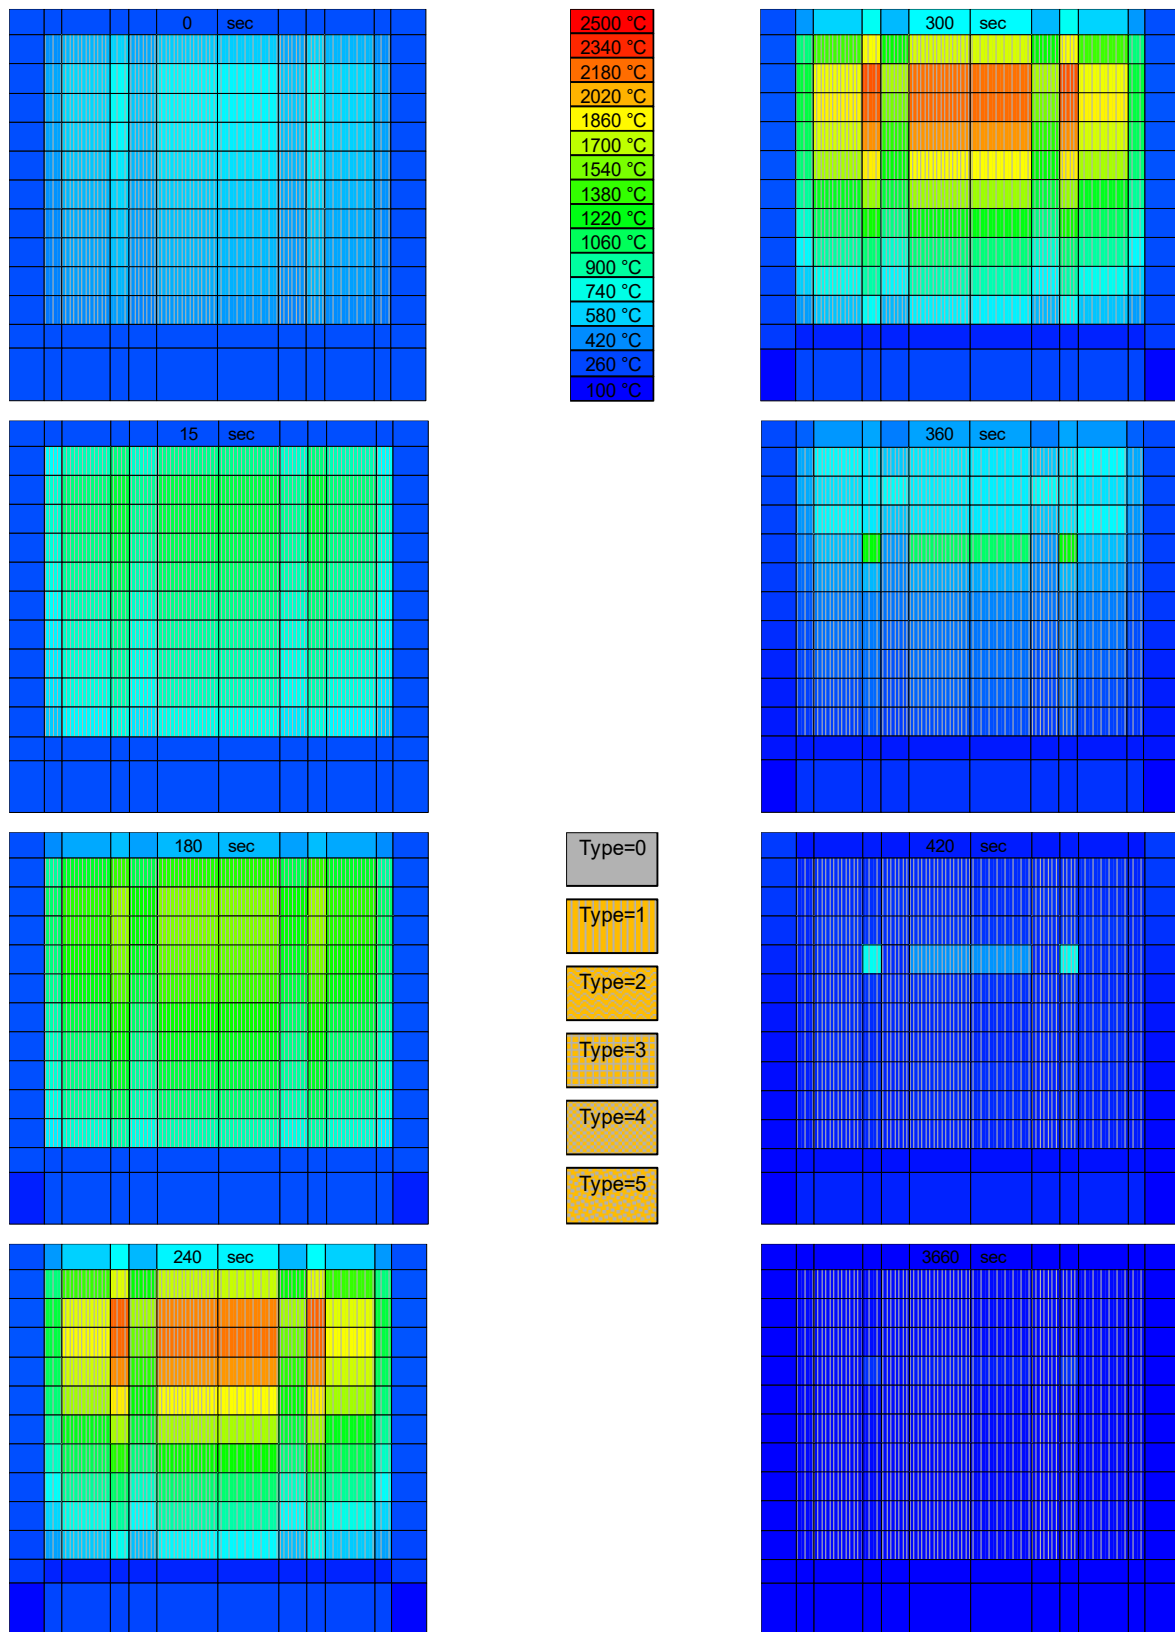 0 sec
2500 °C
2340 °C
2180 °C
2020 °C
1860 °C
1700 °C
1540 °C
1380 °C
1220 °C
1060 °C
900 °C
740 °C
580 °C
420 °C
260 °C
100 °C
300 sec
15 sec
360 sec
180 sec
Type=0
Type=1
Type=2
Type=3
Type=4
Type=5
420 sec
240 sec
3660 sec